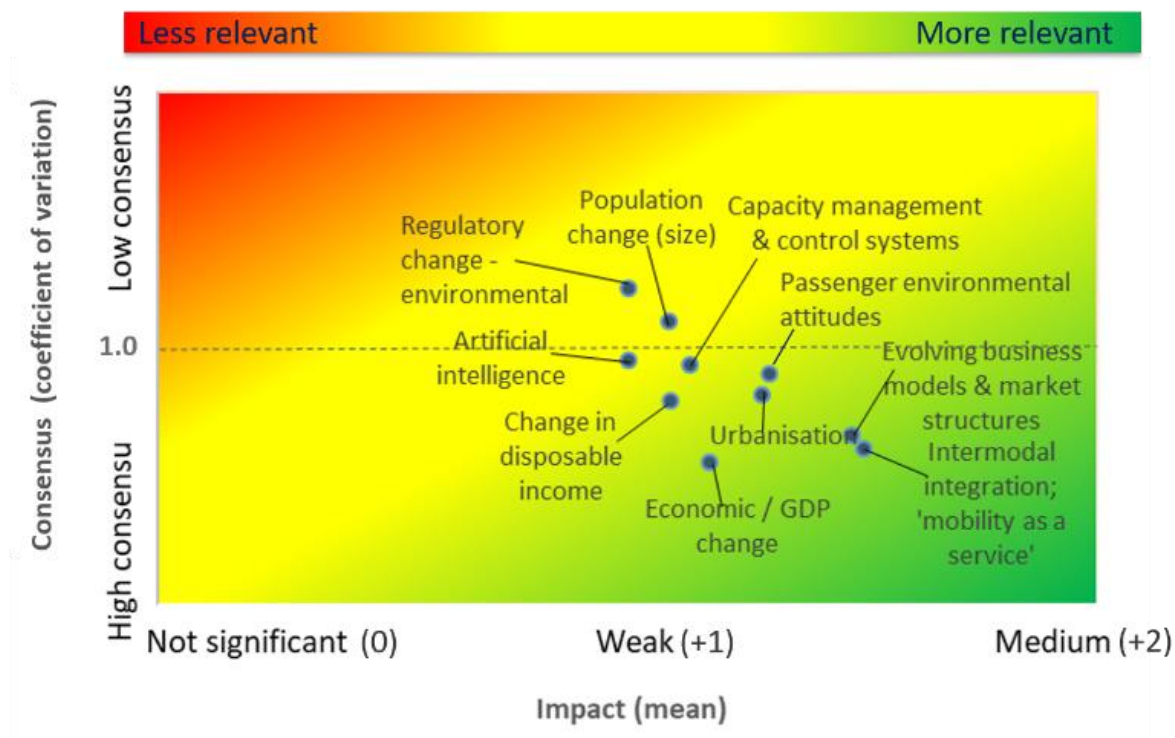 Less relevant
More relevant
Consensus (coefficient of variation)
Low consensus
1.0
High consensu
Regulatory
change -
environmental
Population
change (size)
Capacity management
& control systems
Passenger environmental
attitudes
Artificial
intelligence
Evolving business
models & market
structures
Change in
disposable
income
Urbanisation
Intermodal
integration;
'mobility as a
service'
Economic / GDP
change
Not significant (0)
Weak (+1)
Medium (+2)
Impact (mean)